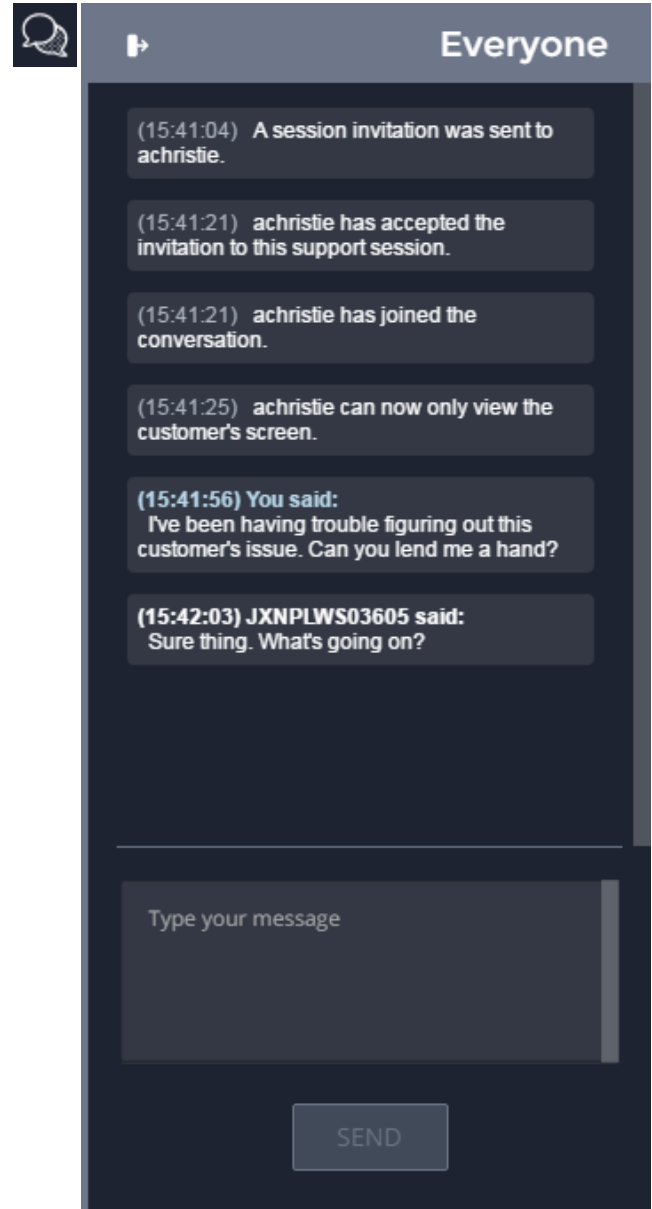 Everyone
(15:41:04) A session invitation was sent to
achristie.
(15:41:21) achristie has accepted the
invitation to this support session.
(15:41:21) achristie has joined the
conversation.
(15:41:25) achristie can now only view the
customer's screen.
(15:41:56) You said:
I've been having trouble figuring out this
customer's issue. Can you lend me a hand?
(15:42:03) JXNPLWS03605 said:
Sure thing. What's going on?
Type your message
SEND